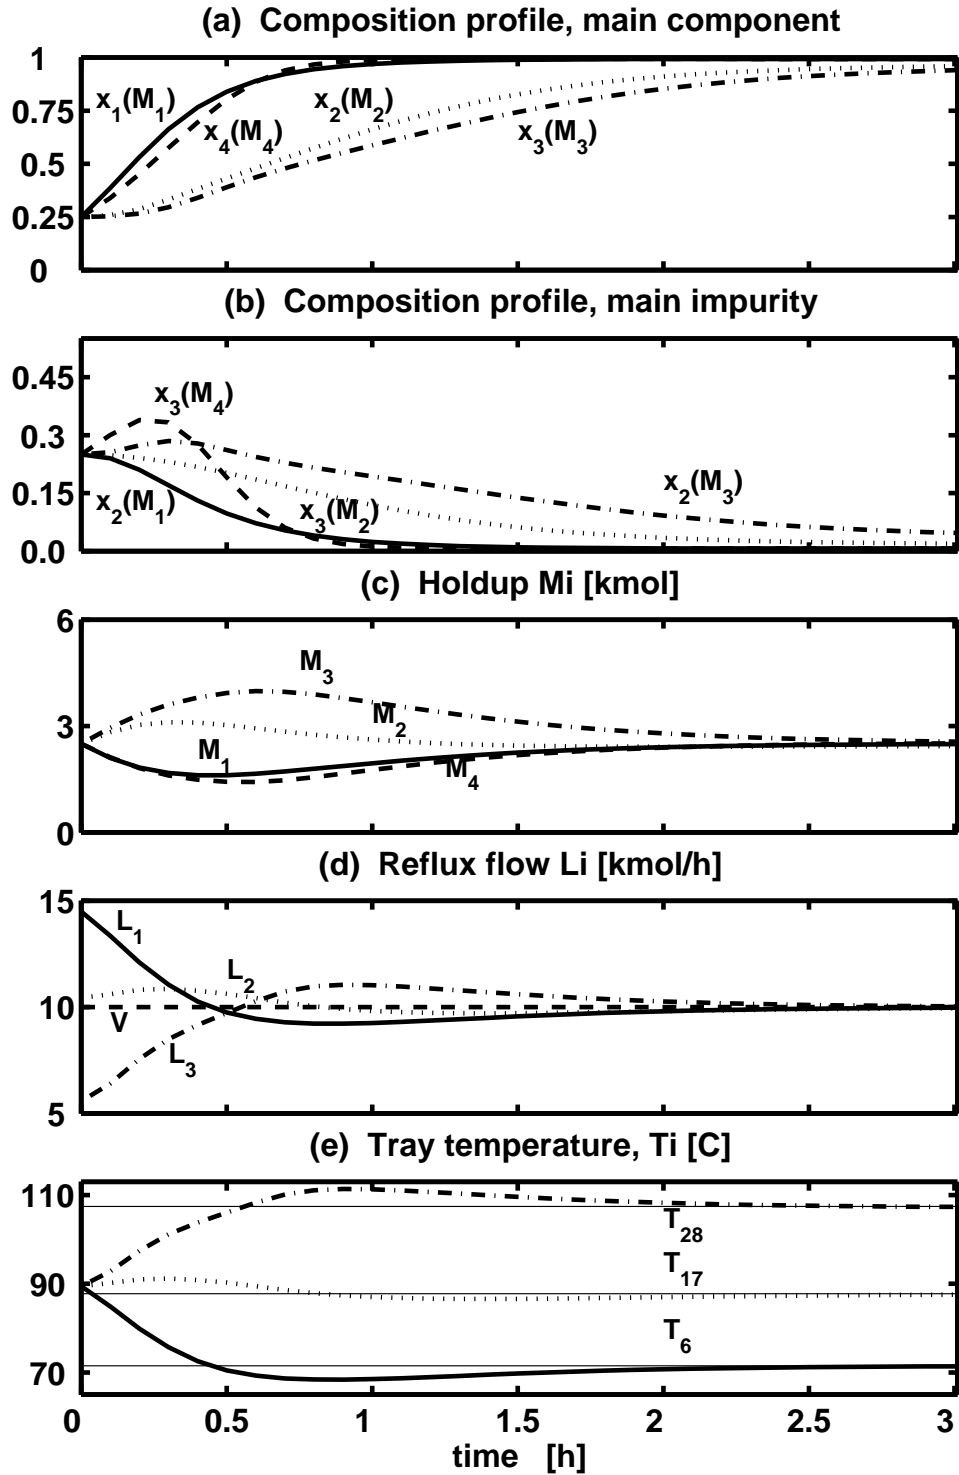 (a) Composition profile, main component
1
x₁(M₁)
x₂(M₂)
0.75
x₄(M₄)
x₃(M₃)
0.5
0.25
0
(b) Composition profile, main impurity
0.45
x₃(M₄)
0.3
x₂(M₃)
0.15
x₂(M₁)
x₃(M₂)
0.0
(c) Holdup Mi [kmol]
6
M₃
M₂
3
M₁
M₄
0
(d) Reflux flow Li [kmol/h]
15
L₁
L₂
10
V
L₃
5
(e) Tray temperature, Ti [C]
110
T₂₈
T₁₇
90
T₆
70
0 0.5 1 1.5 2 2.5 3
time [h]